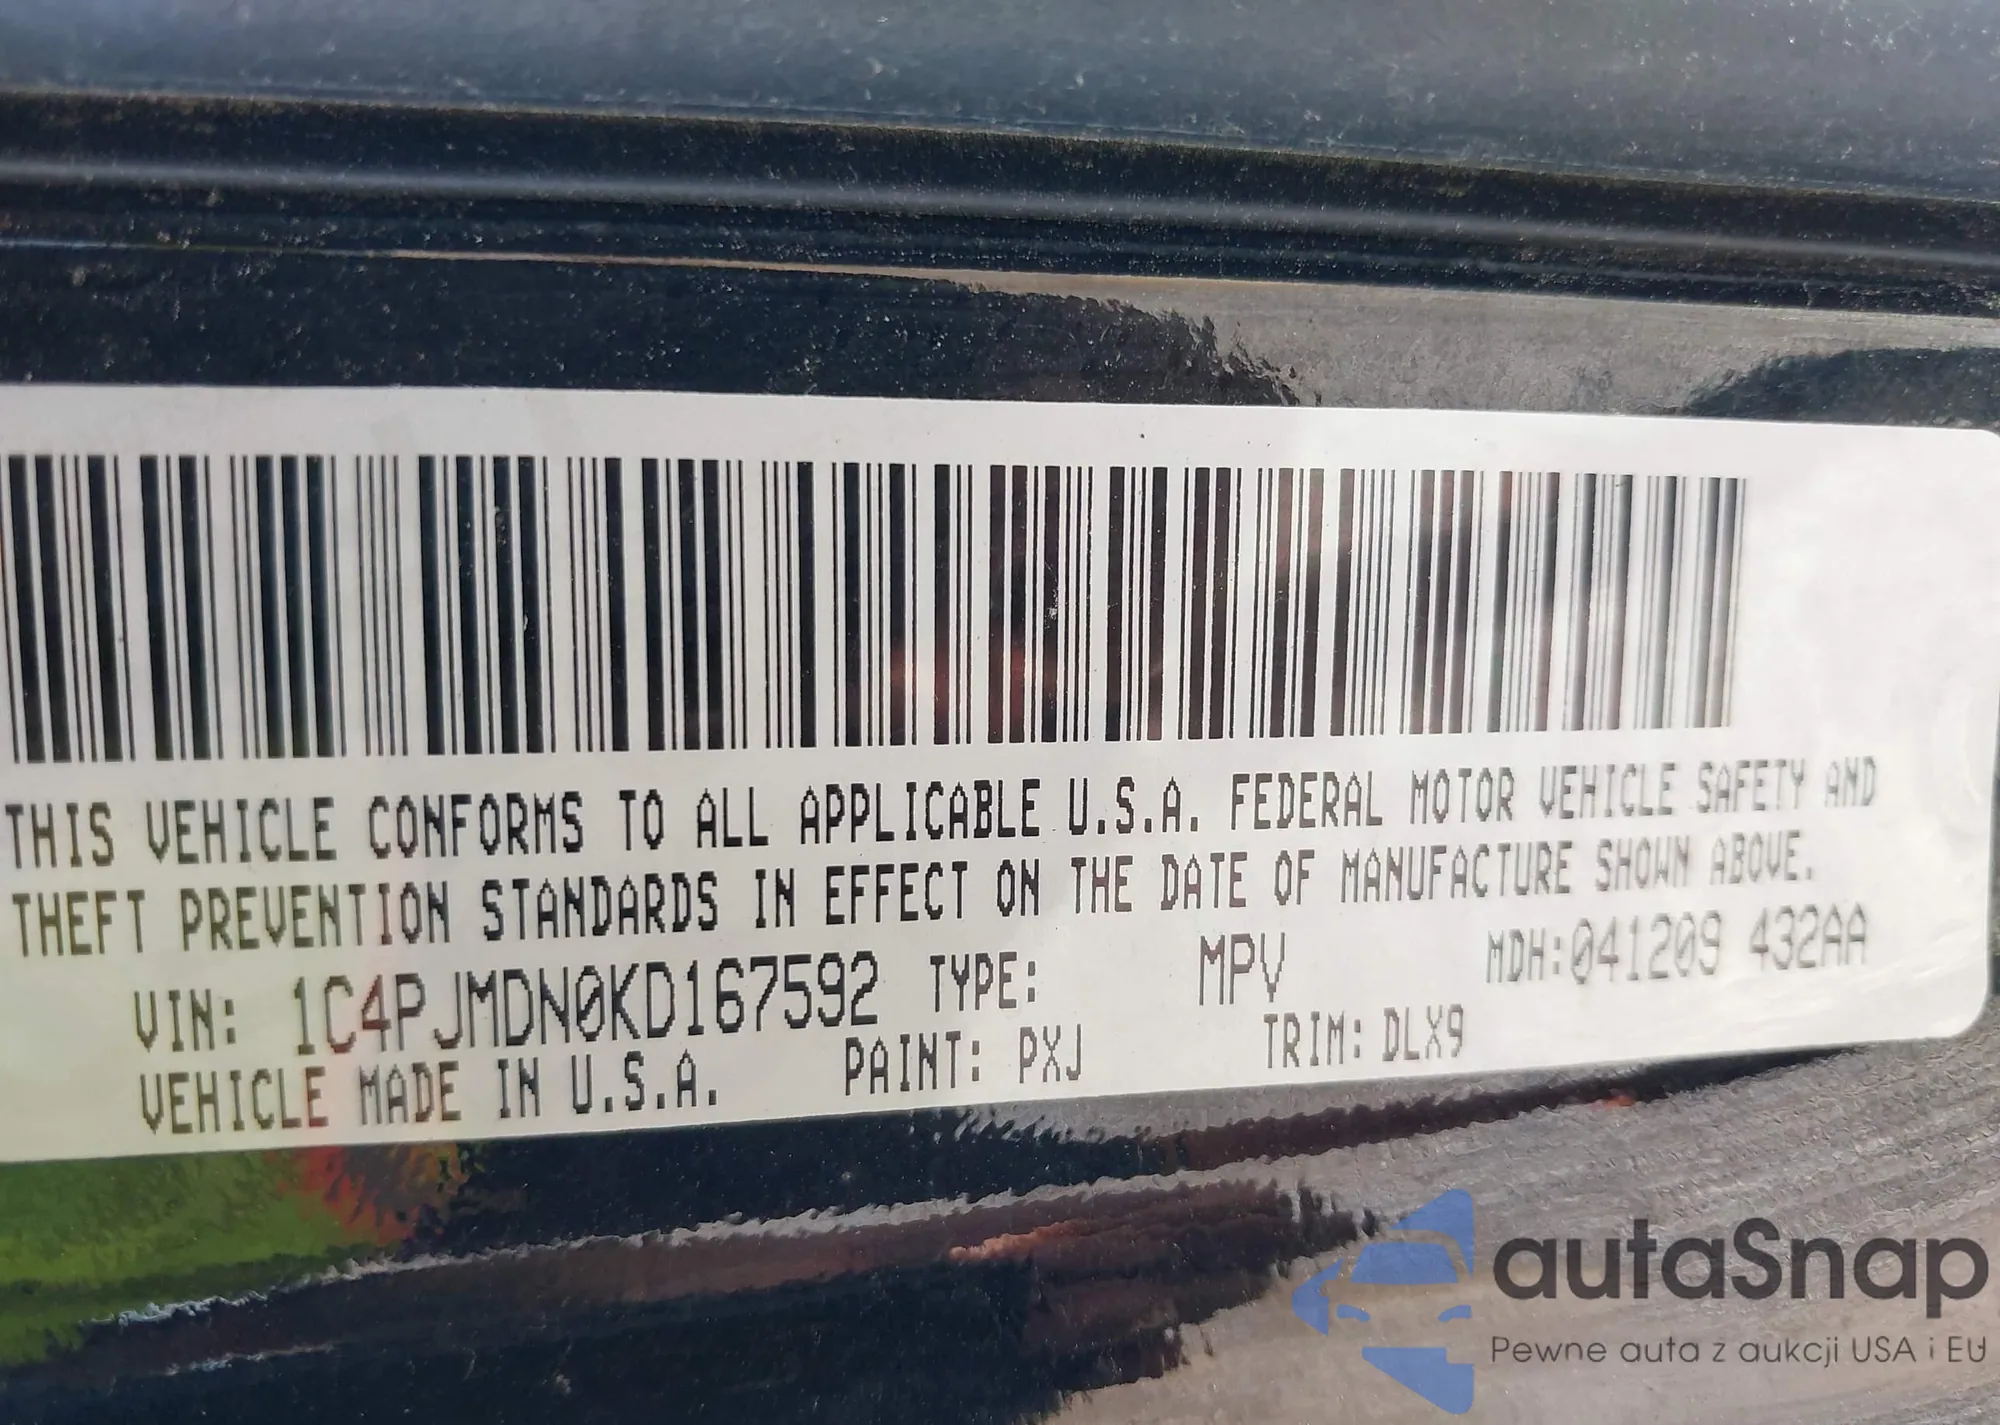 THIS VEHICLE CONFORMS TO ALL APPLICABLE U.S.A. FEDERAL MOTOR VEHICLE SAFETY AND
THEFT PREVENTION STANDARDS IN EFFECT ON THE DATE OF MANUFACTURE SHOWN ABOVE.
VIN: 1C4PJMDN0KD167592 TYPE: MPV MDH:041209 432AA
VEHICLE MADE IN U.S.A. PAINT: PXJ TRIM: DLX9
autaSnap
Pewne auta z aukcji USA i EU